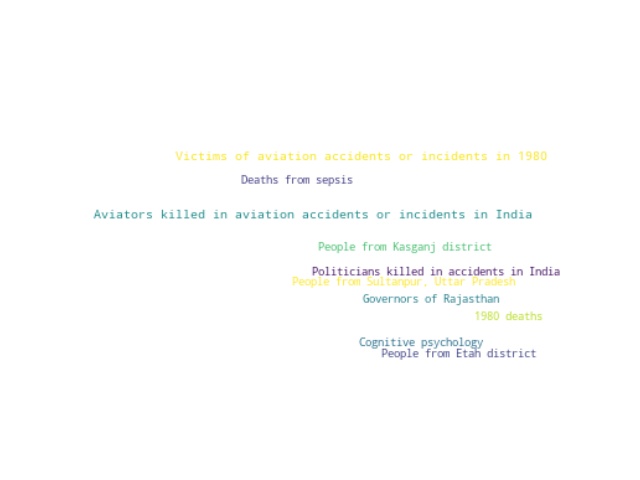 Victims of aviation accidents or incidents in 1980
Deaths from sepsis
Aviators killed in aviation accidents or incidents in India
People from Kasganj district
Politicians killed in accidents in India
People from Sultanpur, Uttar Pradesh
Governors of Rajasthan
1980 deaths
Cognitive psychology
People from Etah district